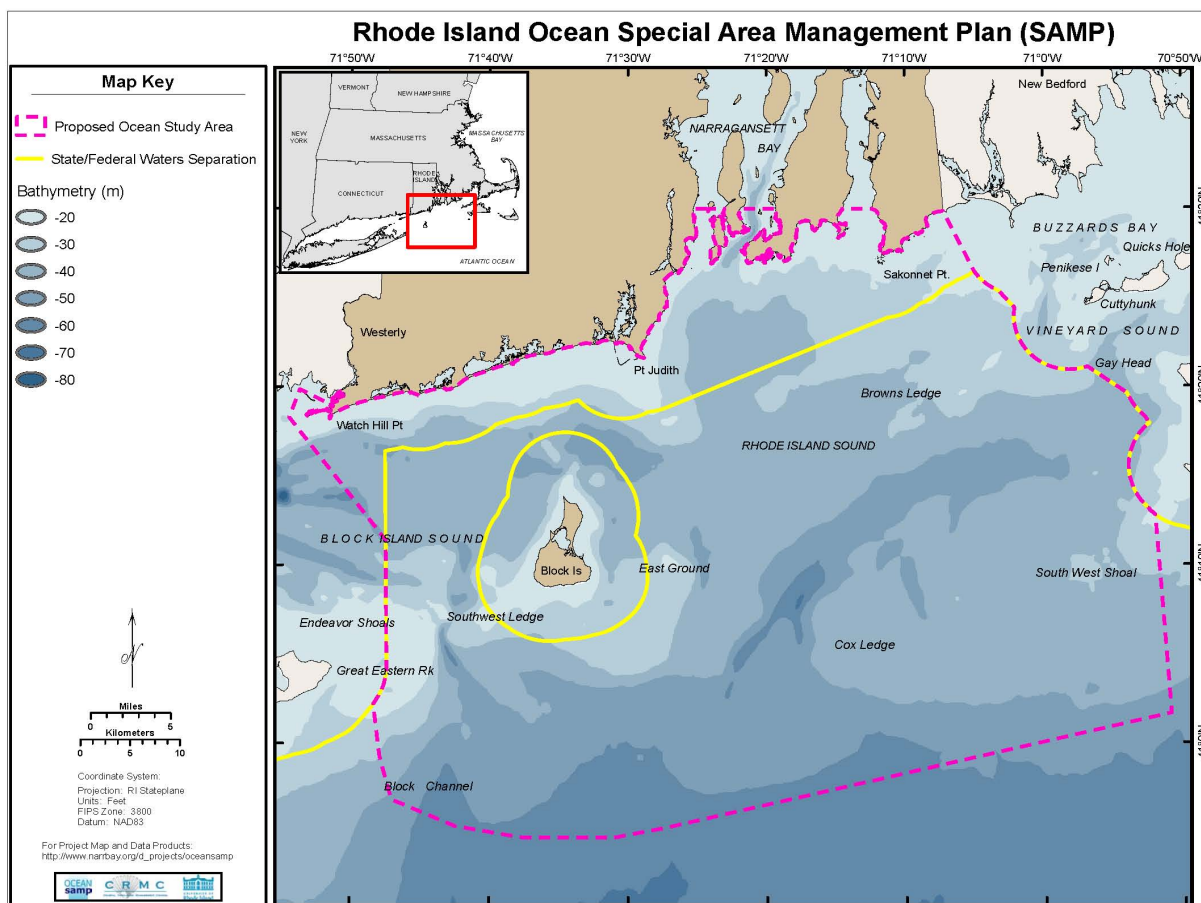 Rhode Island Ocean Special Area Management Plan (SAMP)
71°50'W
71°40'W
71°30'W
71°20'W
71°10'W
71°0'W
70°50'W
Map Key
Proposed Ocean Study Area
State/Federal Waters Separation
Bathymetry (m)
-20
-30
-40
-50
-60
-70
-80
N
Miles
0 5
Kilometers
0 5 10
Coordinate System:
Projection: RI Stateplane
Units: Feet
FIPS Zone: 3800
Datum: NAD83
For Project Map and Data Products:
http://www.narrbay.org/d_projects/oceansamp
OCEAN
samp
CRMC
VERMONT
NEW HAMPSHIRE
NEW
YORK
MASSACHUSETTS
MASSACHUSETTS
BAY
CONNECTICUT
RHODE
ISLAND
ATLANTIC OCEAN
NARRAGANSETT
BAY
New Bedford
BUZZARDS BAY
Quicks Hole
Penikese I
Cuttyhunk
Sakonnet Pt.
VINEYARD SOUND
Gay Head
Westerly
Pt Judith
Watch Hill Pt
Browns Ledge
RHODE ISLAND SOUND
BLOCK ISLAND SOUND
Block Is
East Ground
South West Shoal
Southwest Ledge
Endeavor Shoals
Cox Ledge
Great Eastern Rk
Block Channel
41°10'N
41°0'N